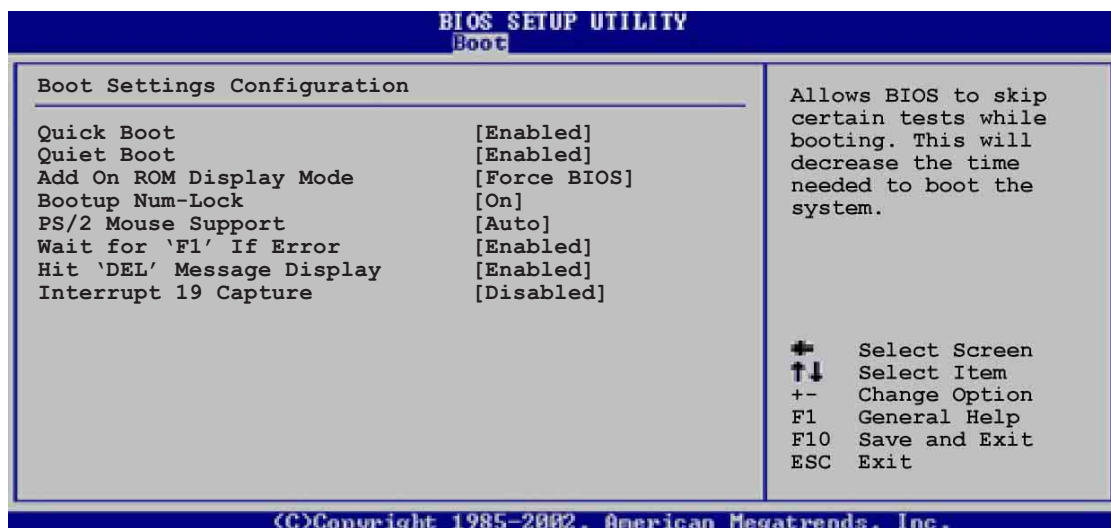 BIOS SETUP UTILITY
Boot
Boot Settings Configuration
Quick Boot [Enabled]
Quiet Boot [Enabled]
Add On ROM Display Mode [Force BIOS]
Bootup Num-Lock [On]
PS/2 Mouse Support [Auto]
Wait for ‘F1’ If Error [Enabled]
Hit ‘DEL’ Message Display [Enabled]
Interrupt 19 Capture [Disabled]
Allows BIOS to skip
certain tests while
booting. This will
decrease the time
needed to boot the
system.
← Select Screen
↑↓ Select Item
+- Change Option
F1 General Help
F10 Save and Exit
ESC Exit
(C)Copyright 1985-2002, American Megatrends, Inc.